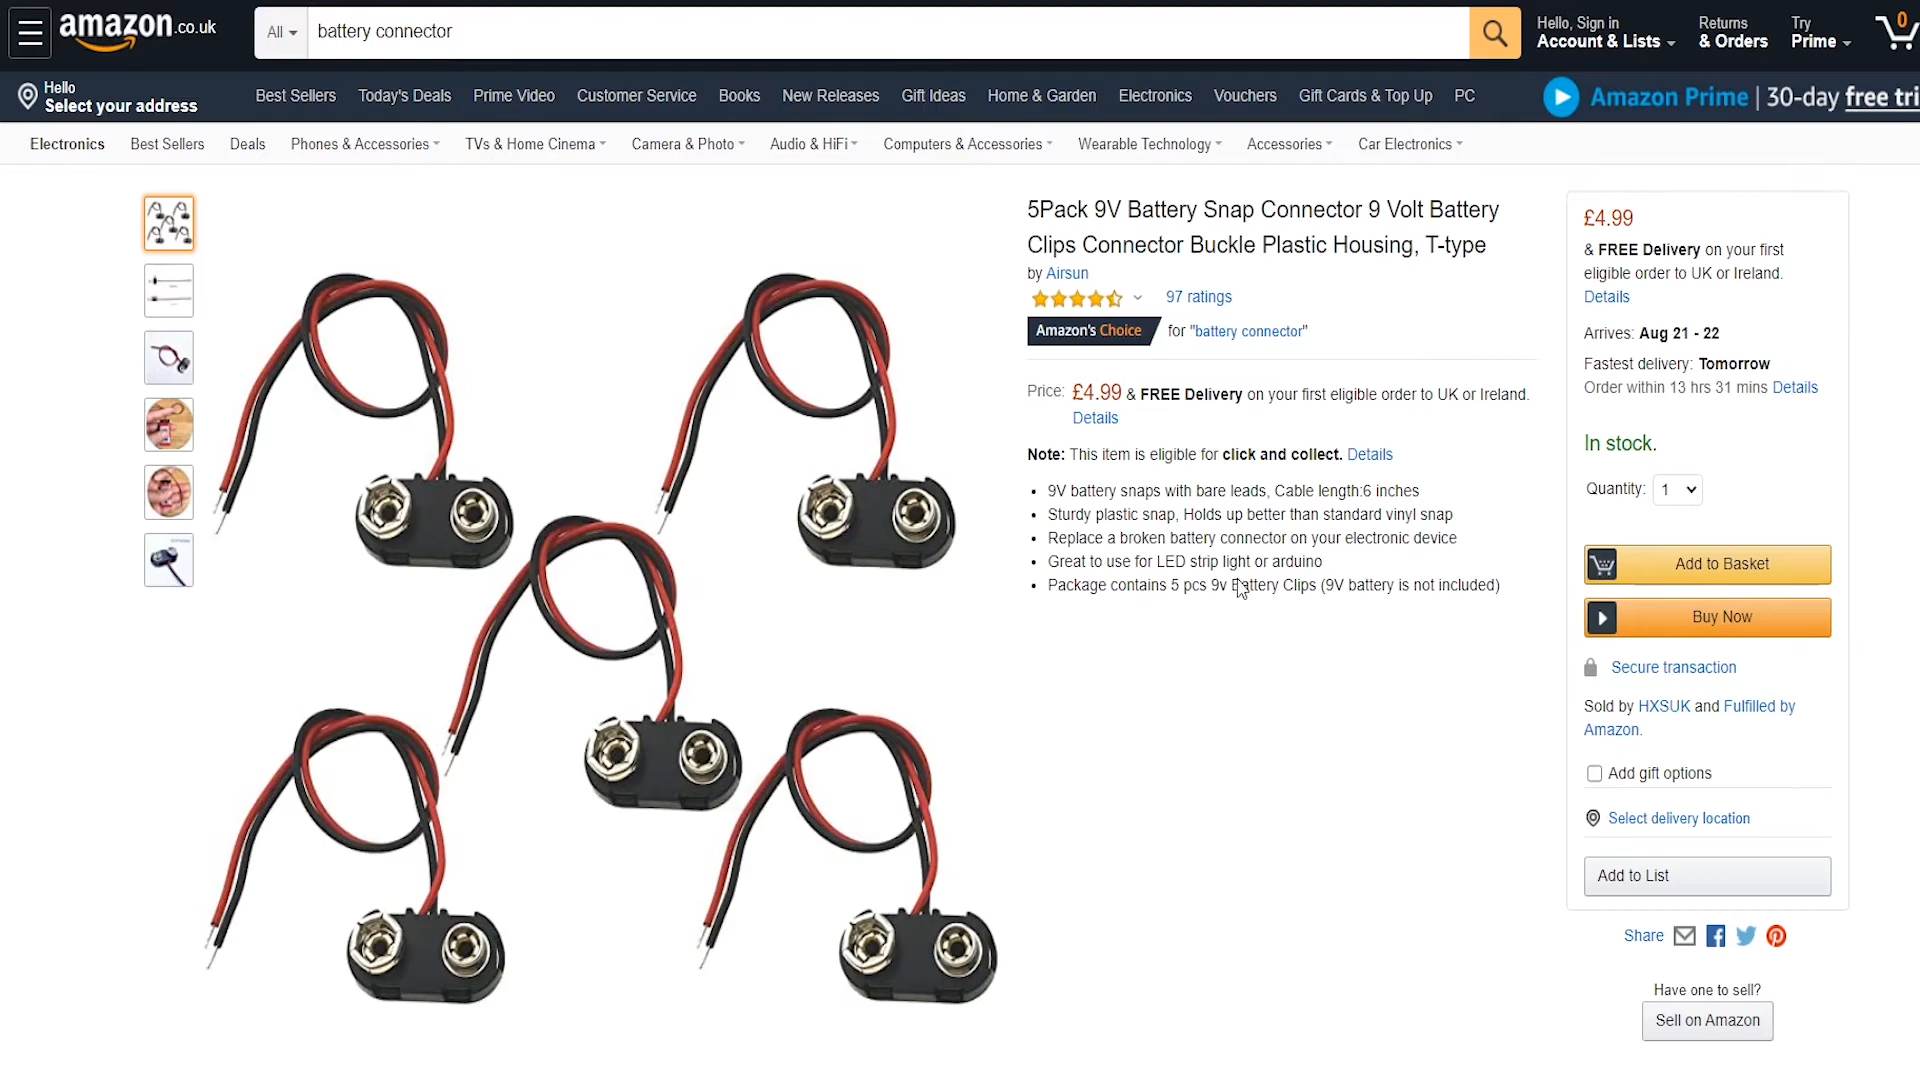 amazon.co.uk
All
battery connector
Hello, Sign in
Account & Lists
Returns
& Orders
Try
Prime
0
Hello
Select your address
Best Sellers
Today's Deals
Prime Video
Customer Service
Books
New Releases
Gift Ideas
Home & Garden
Electronics
Vouchers
Gift Cards & Top Up
PC
Amazon Prime | 30-day free tri
Electronics
Best Sellers
Deals
Phones & Accessories
TVs & Home Cinema
Camera & Photo
Audio & HiFi
Computers & Accessories
Wearable Technology
Accessories
Car Electronics
5Pack 9V Battery Snap Connector 9 Volt Battery
Clips Connector Buckle Plastic Housing, T-type
by Airsun
97 ratings
Amazon's Choice for "battery connector"
Price: £4.99 & FREE Delivery on your first eligible order to UK or Ireland.
Details
Note: This item is eligible for click and collect. Details
9V battery snaps with bare leads, Cable length:6 inches
Sturdy plastic snap, Holds up better than standard vinyl snap
Replace a broken battery connector on your electronic device
Great to use for LED strip light or arduino
Package contains 5 pcs 9v Battery Clips (9V battery is not included)
£4.99
& FREE Delivery on your first
eligible order to UK or Ireland.
Details
Arrives: Aug 21 - 22
Fastest delivery: Tomorrow
Order within 13 hrs 31 mins Details
In stock.
Quantity: 1
Add to Basket
Buy Now
Secure transaction
Sold by HXSUK and Fulfilled by
Amazon.
Add gift options
Select delivery location
Add to List
Share
Have one to sell?
Sell on Amazon